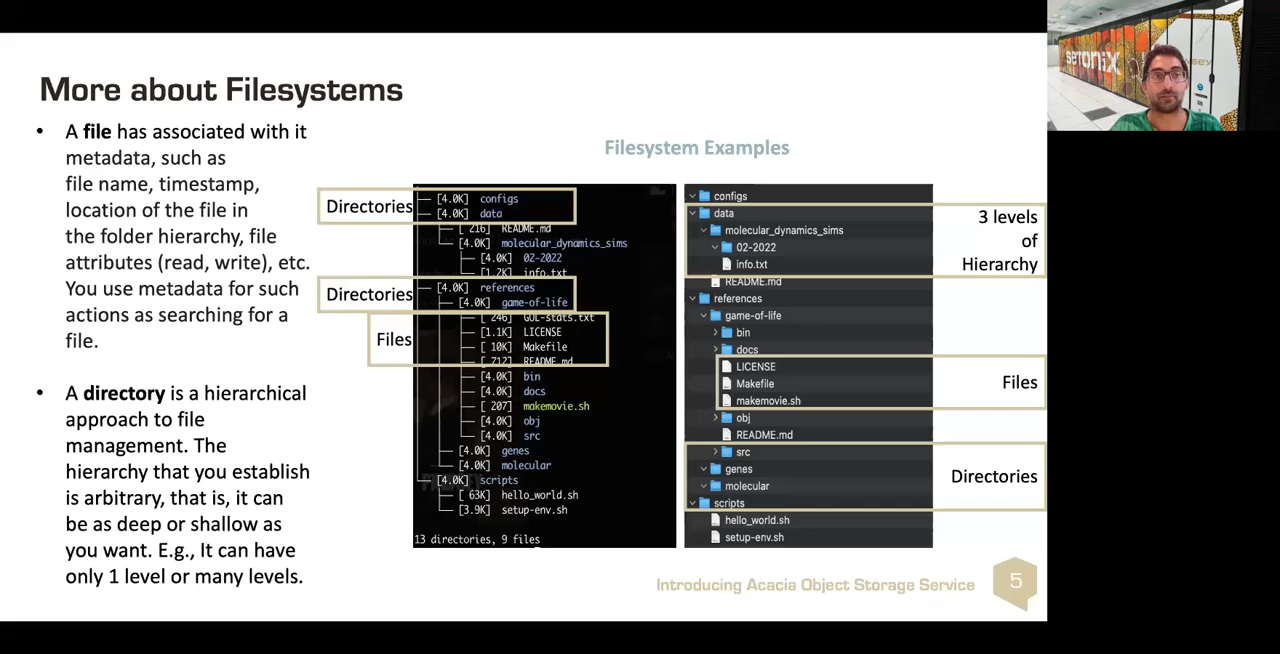 More about Filesystems
• A file has associated with it
metadata, such as
file name, timestamp,
location of the file in
the folder hierarchy, file
attributes (read, write), etc.
You use metadata for such
actions as searching for a
file.
• A directory is a hierarchical
approach to file
management. The
hierarchy that you establish
is arbitrary, that is, it can
be as deep or shallow as
you want. E.g., It can have
only 1 level or many levels.
Filesystem Examples
Directories
Directories
Files
[4.0K] configs
[4.0K] data
[ 216] README.md
[4.0K] molecular_dynamics_sims
[4.0K] 02-2022
[1.2K] info.txt
[4.0K] references
[4.0K] game-of-life
[ 246] GOL-stats.txt
[1.1K] LICENSE
[ 10K] Makefile
[ 712] README.md
[4.0K] bin
[4.0K] docs
[ 207] makemovie.sh
[4.0K] obj
[4.0K] src
[4.0K] genes
[4.0K] molecular
[4.0K] scripts
[ 63K] hello_world.sh
[3.9K] setup-env.sh
13 directories, 9 files
configs
data
molecular_dynamics_sims
02-2022
info.txt
README.md
references
game-of-life
bin
docs
LICENSE
Makefile
makemovie.sh
obj
README.md
src
genes
molecular
scripts
hello_world.sh
setup-env.sh
3 levels
of
Hierarchy
Files
Directories
Introducing Acacia Object Storage Service
5
setonix